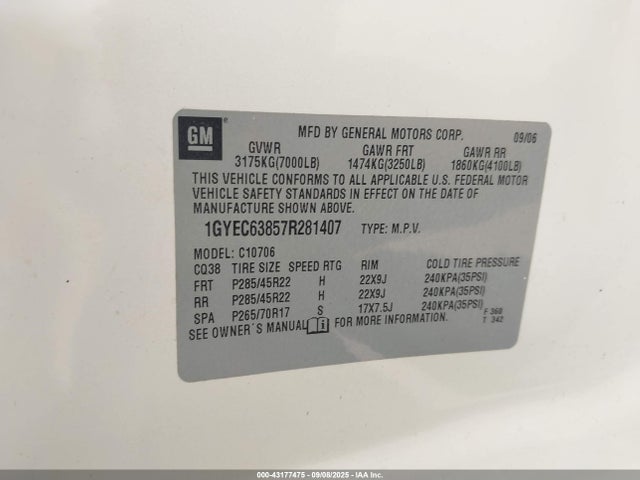 GM ®
MFD BY GENERAL MOTORS CORP. 09/06
GVWR GAWR FRT GAWR RR
3175KG(7000LB) 1474KG(3250LB) 1860KG(4100LB)
THIS VEHICLE CONFORMS TO ALL APPLICABLE U.S. FEDERAL MOTOR
VEHICLE SAFETY STANDARDS IN EFFECT ON THE DATE OF
MANUFACTURE SHOWN ABOVE.
1GYEC63857R281407 TYPE: M.P.V.
MODEL: C10706
CQ38 TIRE SIZE SPEED RTG RIM COLD TIRE PRESSURE
FRT P285/45R22 H 22X9J 240KPA(35PSI)
RR P285/45R22 H 22X9J 240KPA(35PSI)
SPA P265/70R17 S 17X7.5J 240KPA(35PSI)
SEE OWNER'S MANUAL i FOR MORE INFORMATION. F 360
T 342
000-43177475 - 09/08/2025 - © IAA Inc.